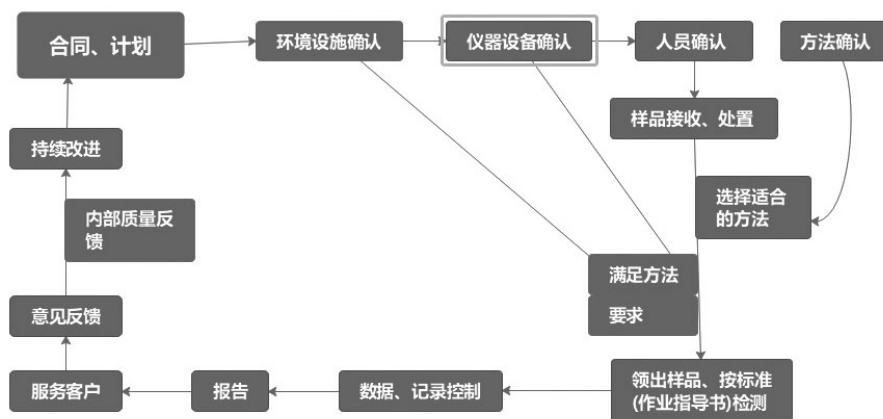 合同、计划
环境设施确认
仪器设备确认
人员确认
方法确认
样品接收、处置
持续改进
选择适合
的方法
内部质量反
馈
满足方法
要求
意见反馈
服务客户
报告
数据、记录控制
领出样品、按标准
(作业指导书)检测